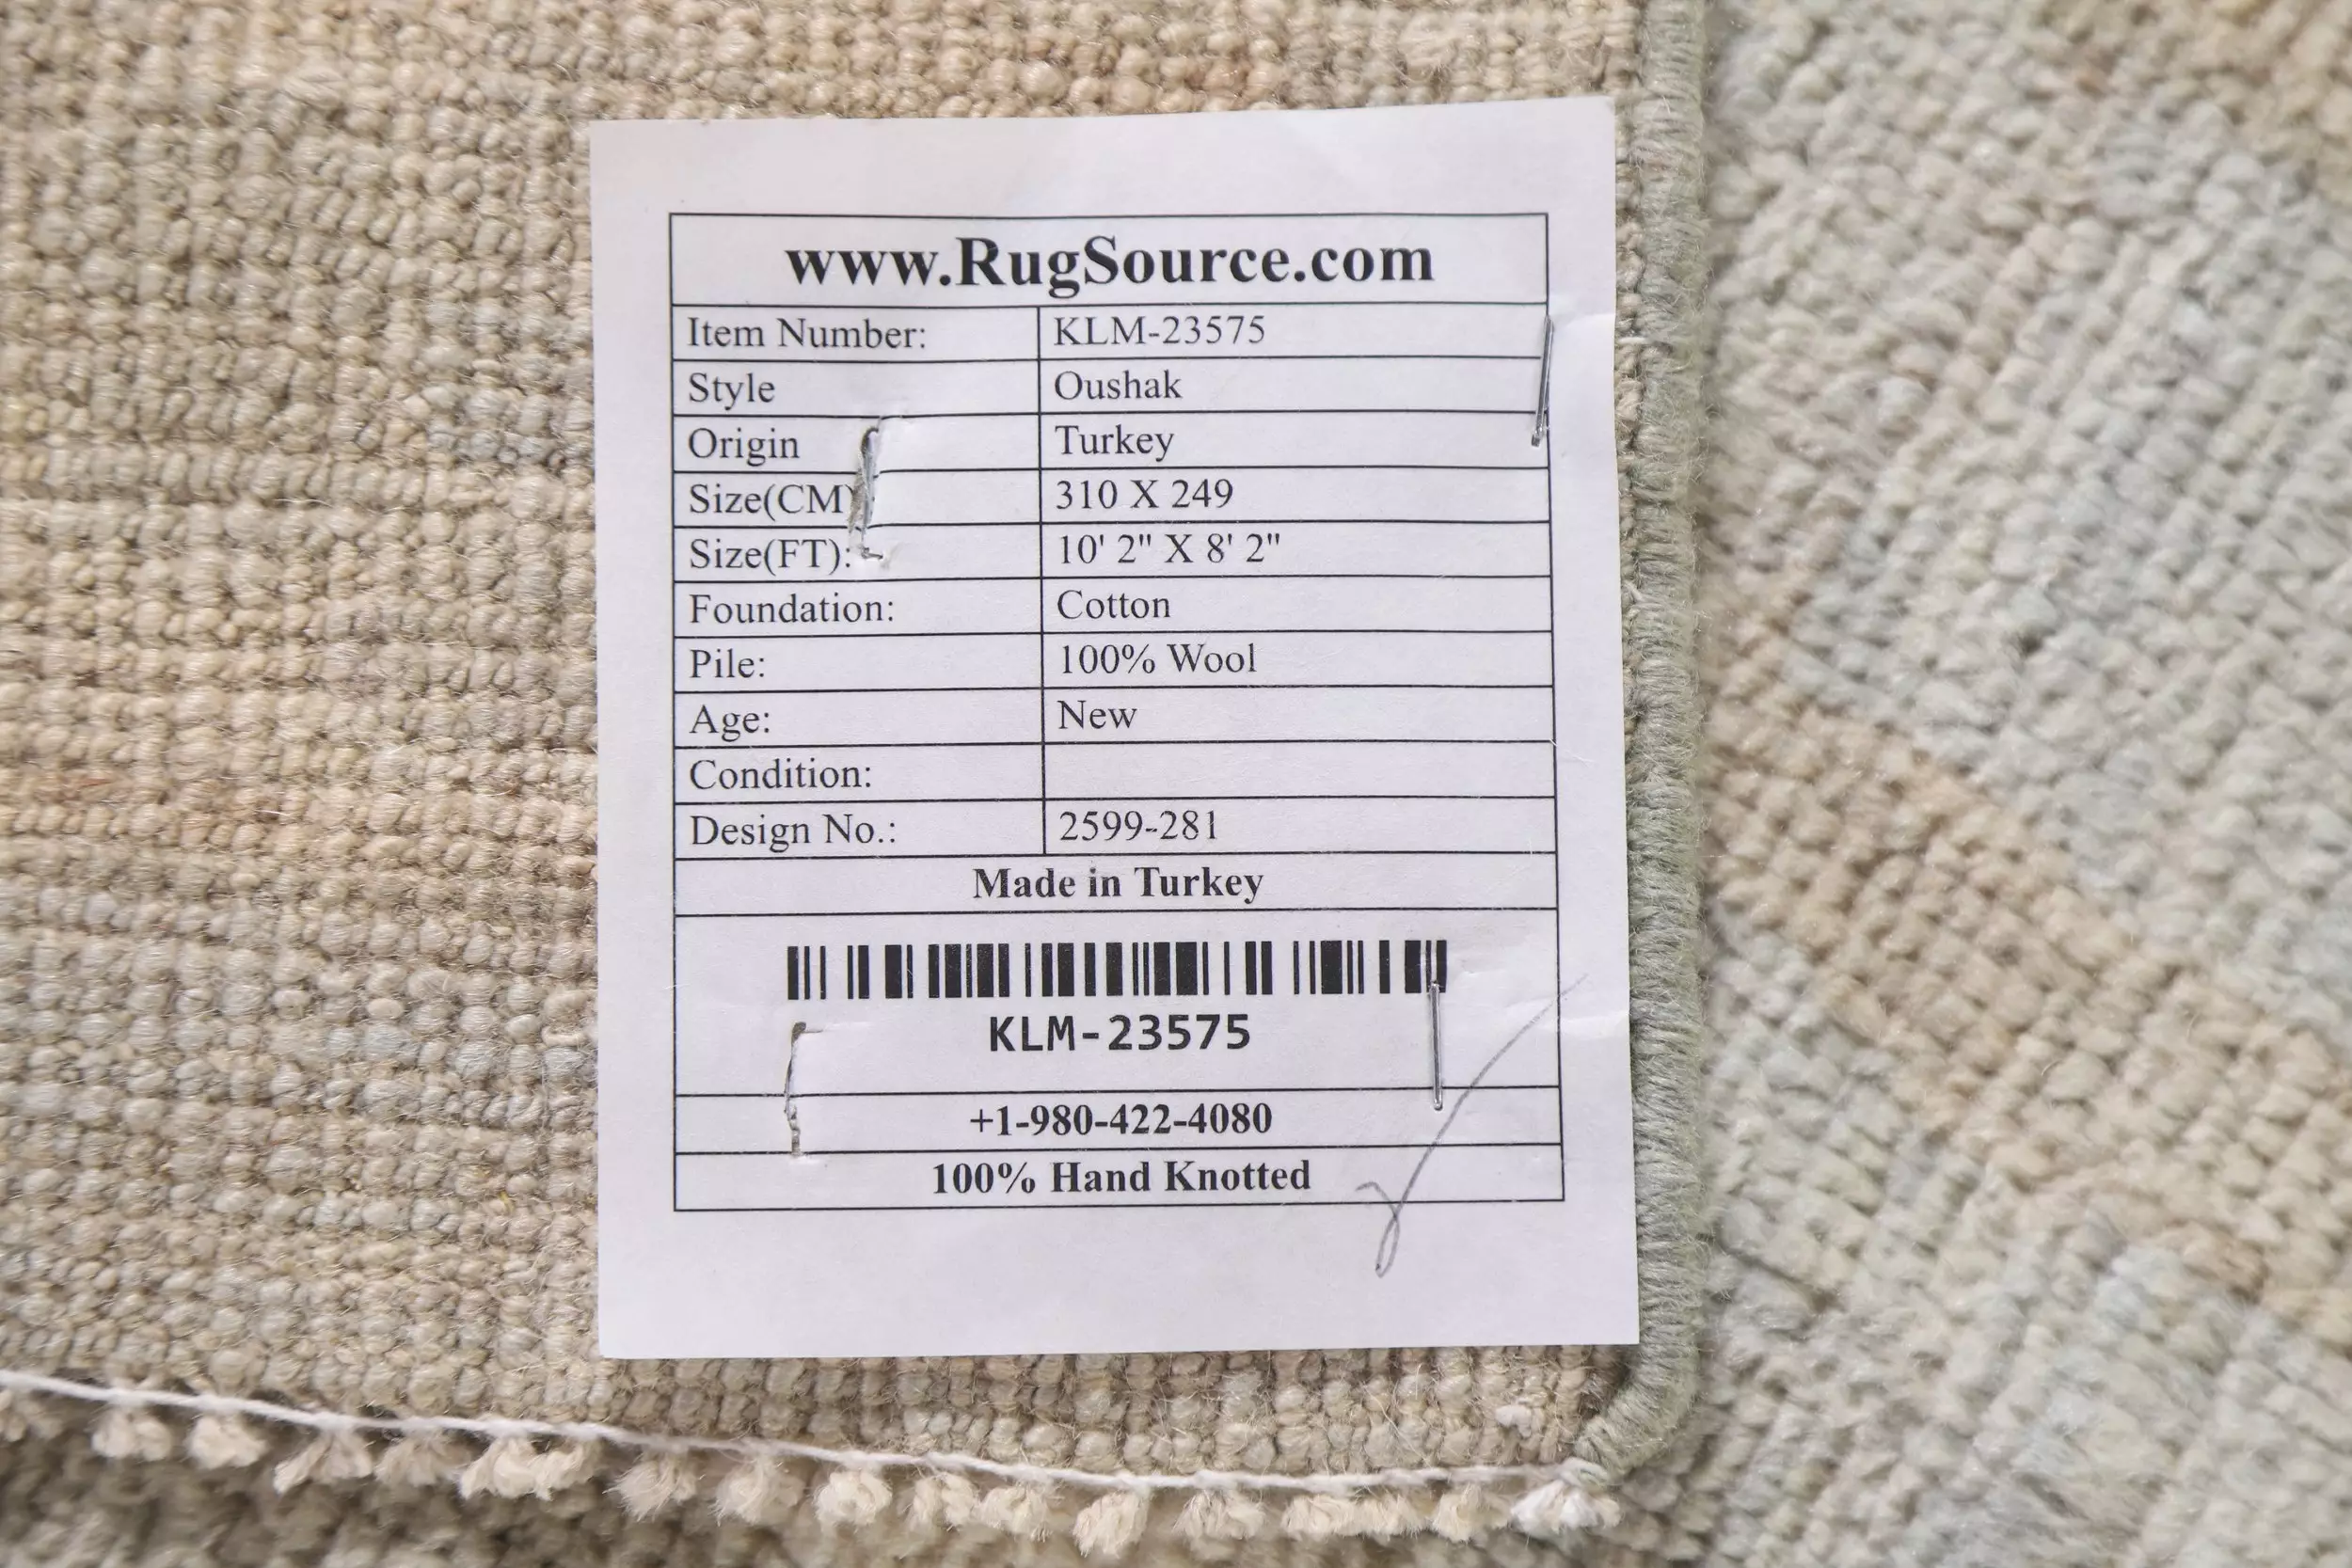 www.RugSource.com
Item Number: KLM-23575
Style Oushak
Origin Turkey
Size(CM) 310 X 249
Size(FT): 10' 2" X 8' 2"
Foundation: Cotton
Pile: 100% Wool
Age: New
Condition:
Design No.: 2599-281
Made in Turkey
KLM-23575
+1-980-422-4080
100% Hand Knotted